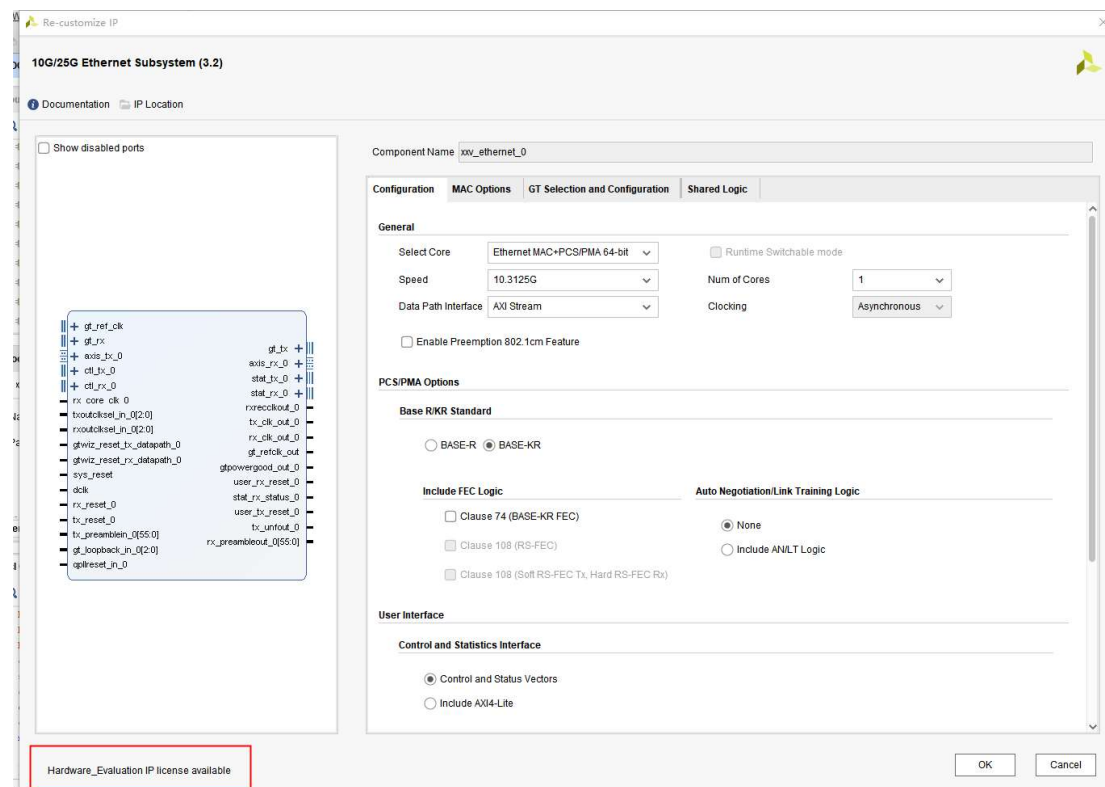 Re-customize IP
10G/25G Ethernet Subsystem (3.2)
Documentation IP Location
Show disabled ports
gt_ref_clk
gt_rx
axis_tx_0
ctl_tx_0
ctl_rx_0
rx_core_clk_0
txoutclksel_in_0[2:0]
rxoutclksel_in_0[2:0]
gtwiz_reset_tx_datapath_0
gtwiz_reset_rx_datapath_0
sys_reset
dclk
rx_reset_0
tx_reset_0
tx_preamblein_0[55:0]
gt_loopback_in_0[2:0]
qpllreset_in_0
gt_tx
axis_rx_0
stat_tx_0
stat_rx_0
rxrecclkout_0
tx_clk_out_0
rx_clk_out_0
gt_refclk_out
gtpowergood_out_0
user_rx_reset_0
stat_rx_status_0
user_tx_reset_0
tx_unfout_0
rx_preambleout_0[55:0]
Component Name xxv_ethernet_0
Configuration MAC Options GT Selection and Configuration Shared Logic
General
Select Core Ethernet MAC+PCS/PMA 64-bit Runtime Switchable mode
Speed 10.3125G Num of Cores 1
Data Path Interface AXI Stream Clocking Asynchronous
Enable Preemption 802.1cm Feature
PCS/PMA Options
Base R/KR Standard
BASE-R BASE-KR
Include FEC Logic Auto Negotiation/Link Training Logic
Clause 74 (BASE-KR FEC) None
Clause 108 (RS-FEC) Include AN/LT Logic
Clause 108 (Soft RS-FEC Tx, Hard RS-FEC Rx)
User Interface
Control and Statistics Interface
Control and Status Vectors
Include AXI4-Lite
Hardware_Evaluation IP license available
OK Cancel